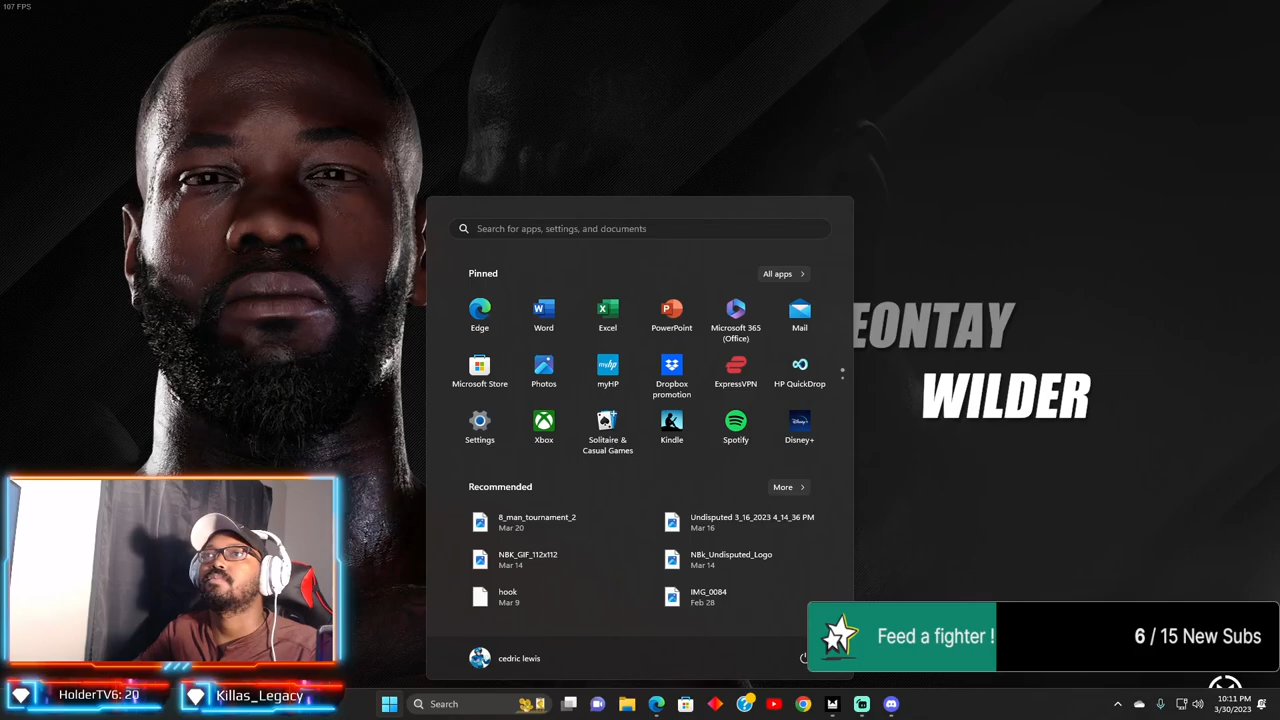 107 FPS
EONTAY
WILDER
Search for apps, settings, and documents
Pinned
All apps
Edge
Word
Excel
PowerPoint
Microsoft 365
(Office)
Mail
Microsoft Store
Photos
myHP
Dropbox
promotion
ExpressVPN
HP QuickDrop
Settings
Xbox
Solitaire &
Casual Games
Kindle
Spotify
Disney+
Recommended
More
8_man_tournament_2
Mar 20
Undisputed 3_16_2023 4_14_36 PM
Mar 16
NBK_GIF_112x112
Mar 14
NBk_Undisputed_Logo
Mar 14
hook
Mar 9
IMG_0084
Feb 28
cedric lewis
Feed a fighter !
6 / 15 New Subs
HolderTV6: 20
Killas_Legacy
Search
10:11 PM
3/30/2023